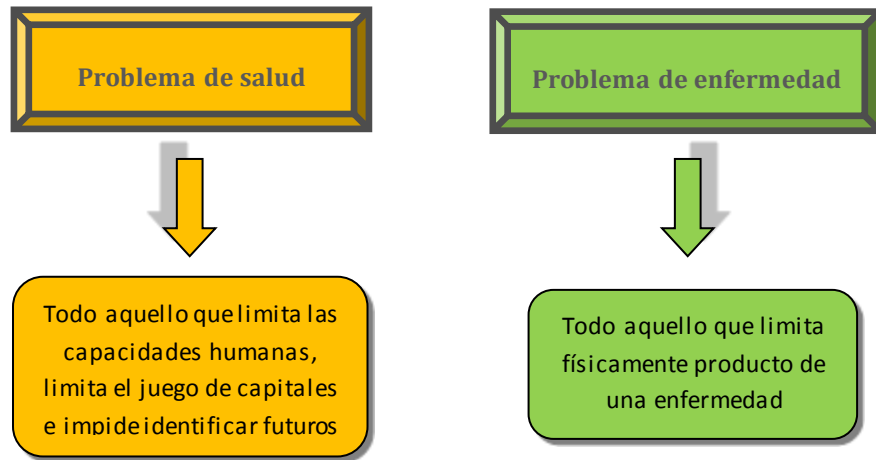 Problema de salud
Problema de enfermedad
Todo aquello que limita las
capacidades humanas,
limita el juego de capitales
e impide identificar futuros
Todo aquello que limita
físicamente producto de
una enfermedad